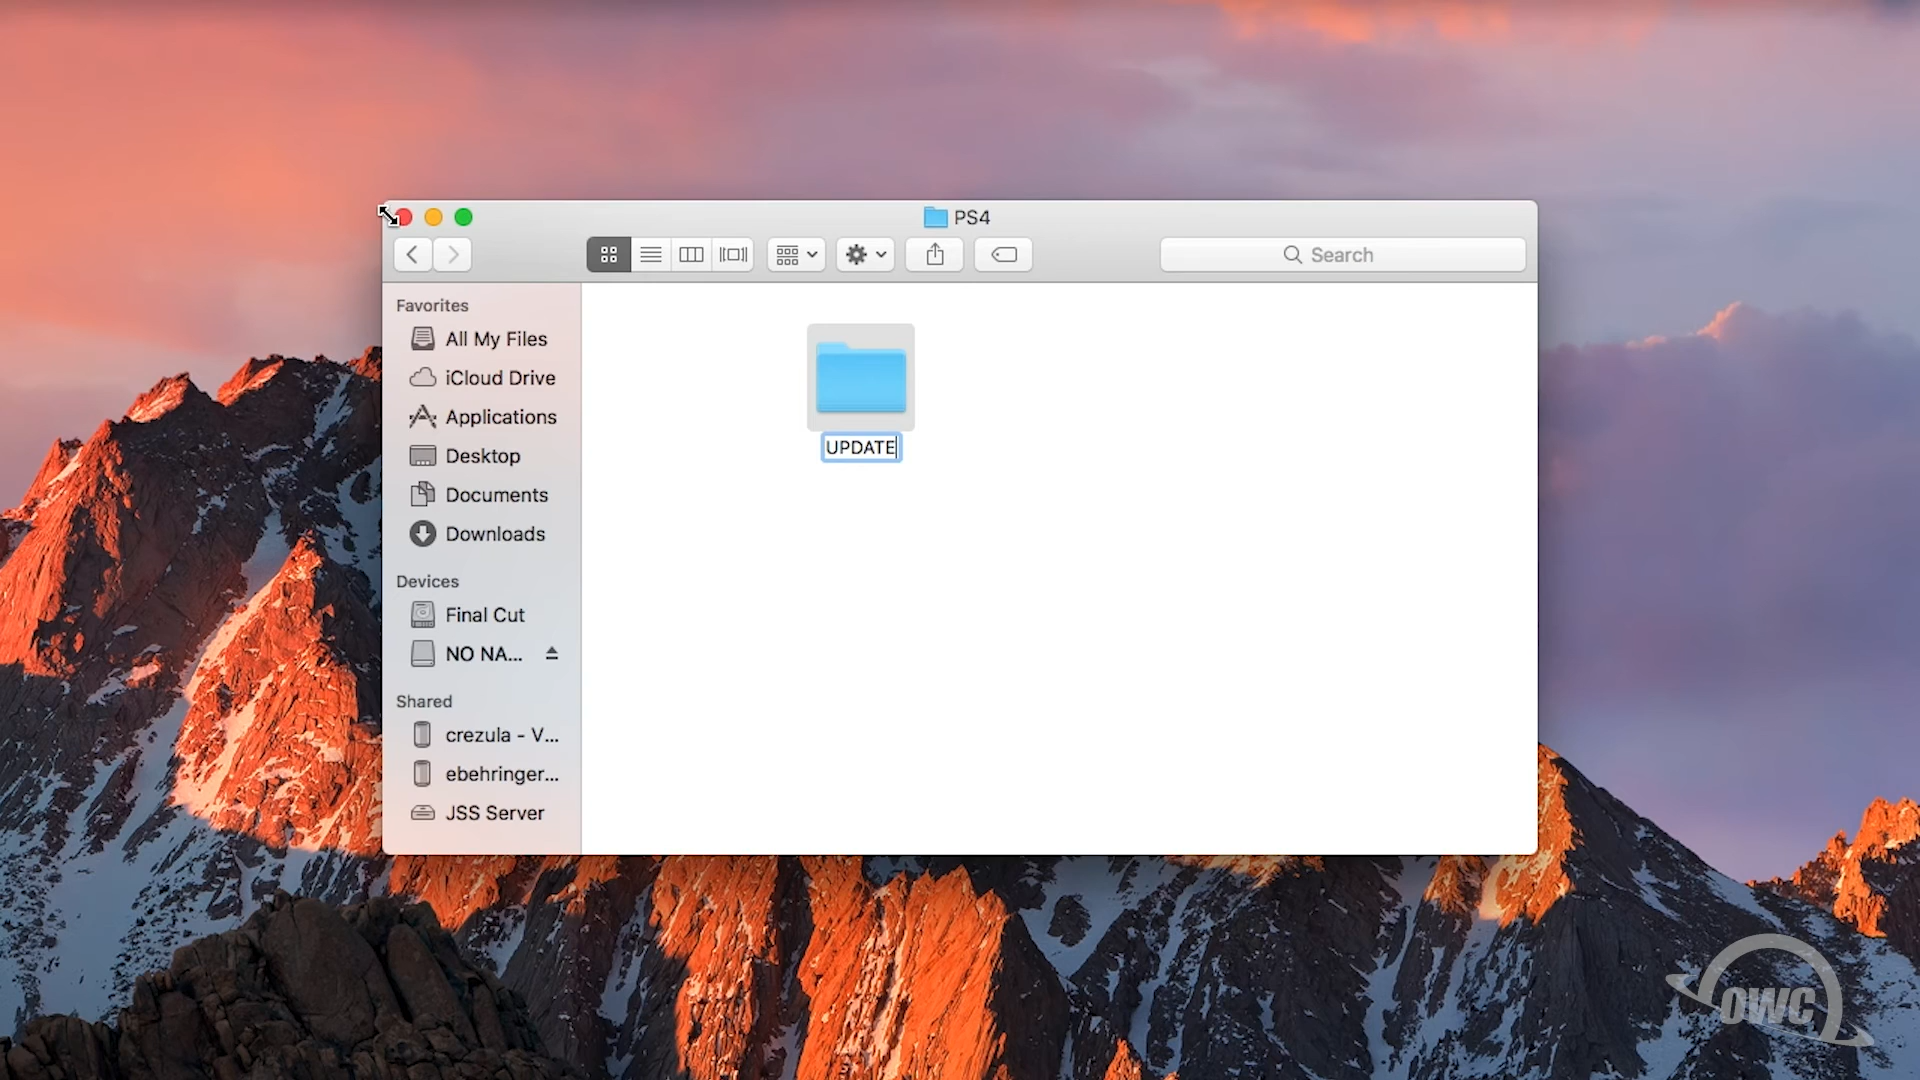 PS4
Search
Favorites
All My Files
iCloud Drive
Applications
Desktop
Documents
Downloads
Devices
Final Cut
NO NA...
Shared
crezula - V...
ebehringer...
JSS Server
UPDATE
OWC